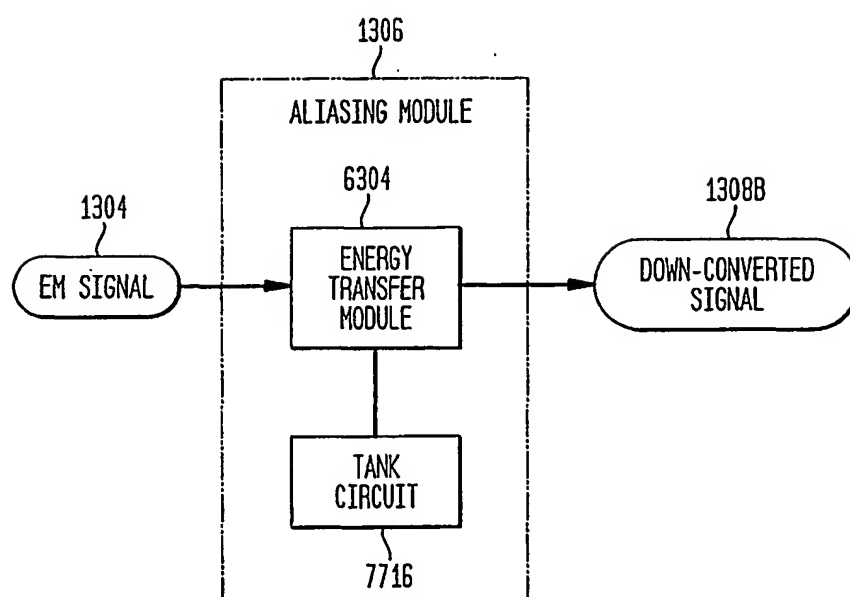 1306
ALIASING MODULE
6304
1304
1308B
EM SIGNAL
ENERGY
TRANSFER
MODULE
DOWN-CONVERTED
SIGNAL
TANK
CIRCUIT
7716